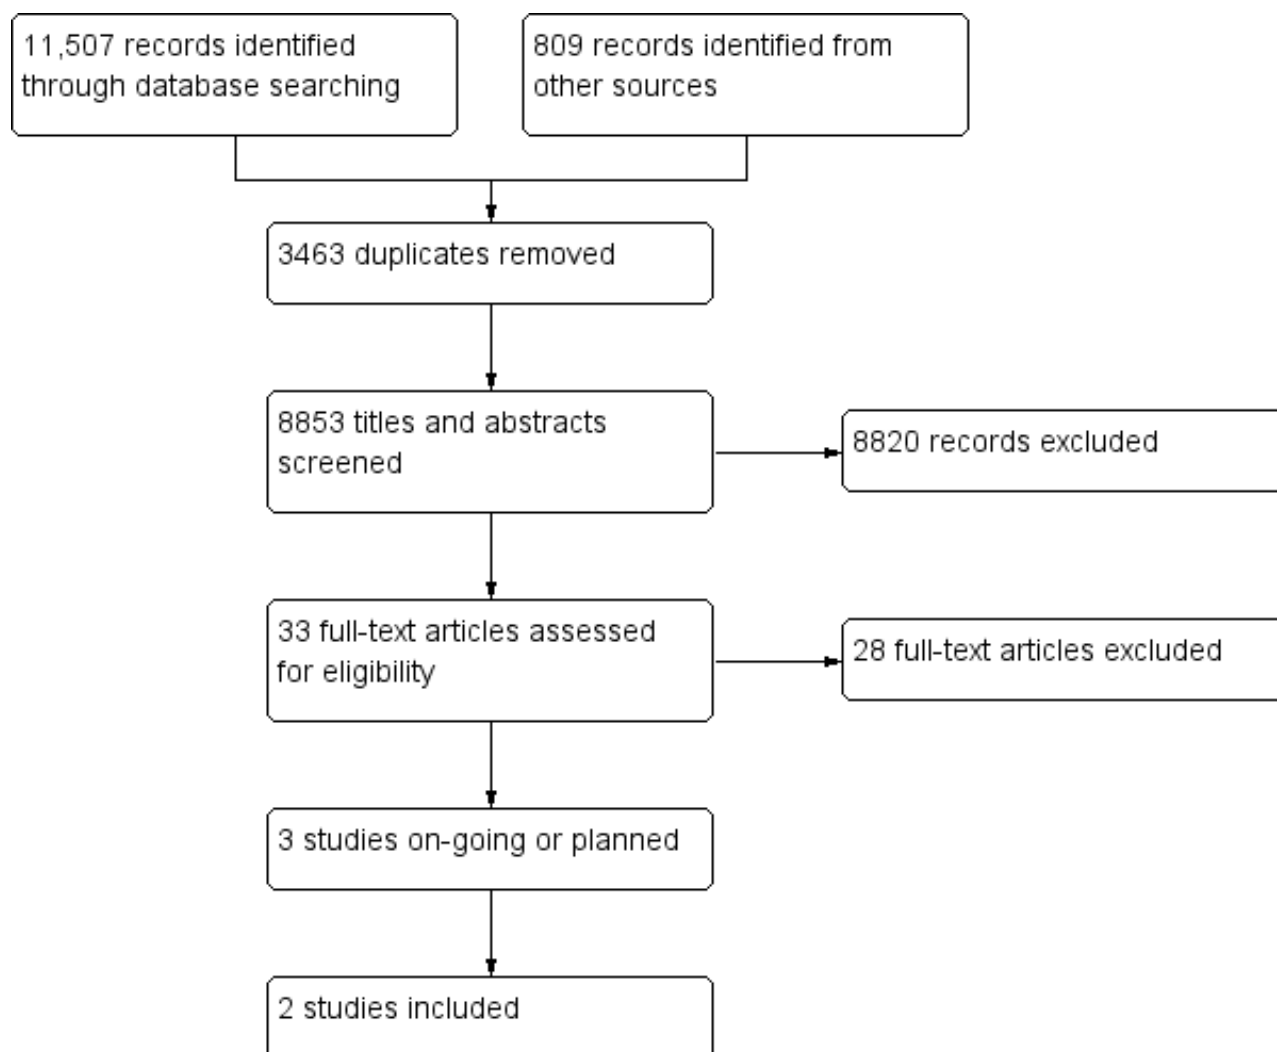 11,507 records identified
through database searching
809 records identified from
other sources
3463 duplicates removed
8853 titles and abstracts
screened
8820 records excluded
33 full-text articles assessed
for eligibility
28 full-text articles excluded
3 studies on-going or planned
2 studies included